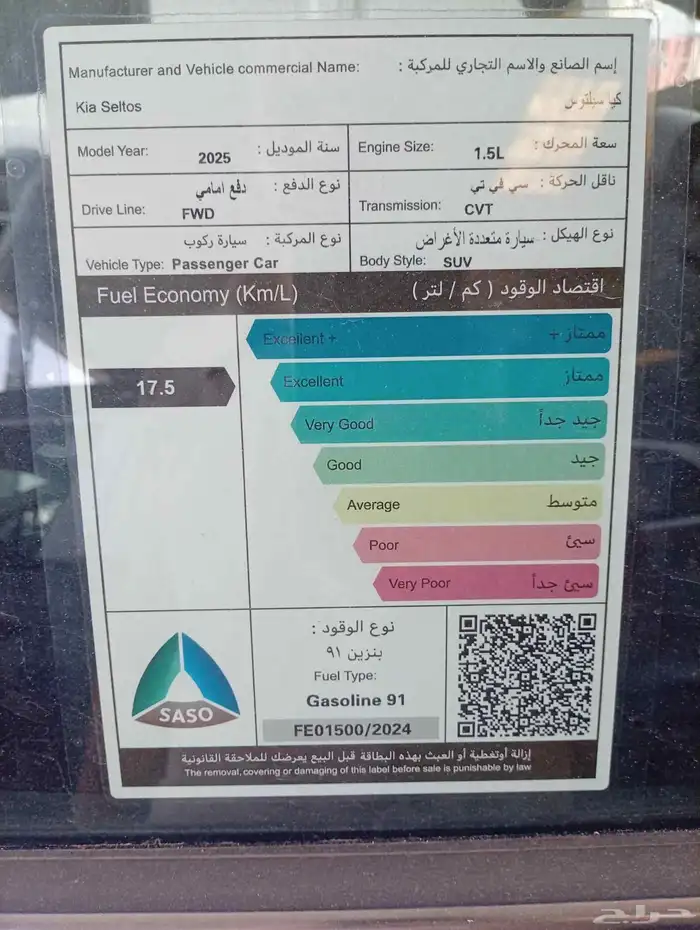 Manufacturer and Vehicle commercial Name: إسم الصانع والاسم التجاري للمركبة :
Kia Seltos كيا سيلتوس
Model Year: 2025 سنة الموديل :
Engine Size: 1.5L سعة المحرك :
نوع الدفع : دفع امامي
Drive Line: FWD
ناقل الحركة : سي في تي
Transmission: CVT
نوع المركبة : سيارة ركوب
Vehicle Type: Passenger Car
نوع الهيكل : سيارة متعددة الأغراض
Body Style: SUV
Fuel Economy (Km/L) اقتصاد الوقود ( كم / لتر )
Excellent + ممتاز +
17.5
Excellent ممتاز
Very Good جيد جداً
Good جيد
Average متوسط
Poor سيئ
Very Poor سيئ جداً
SASO
نوع الوقود :
بنزين ٩١
Fuel Type:
Gasoline 91
FE01500/2024
إزالة أوتغطية أو العبث بهذه البطاقة قبل البيع يعرضك للملاحقة القانونية
The removal, covering or damaging of this label before sale is punishable by law
حراج